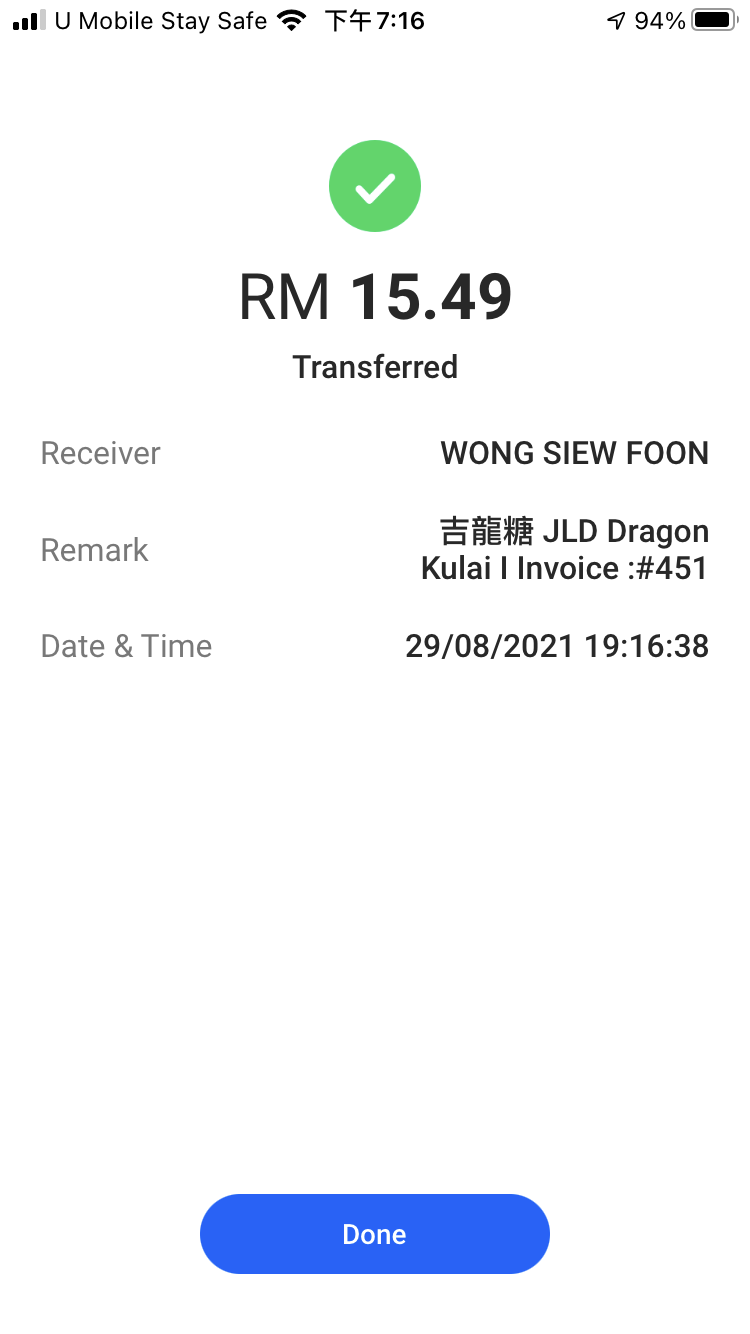 U Mobile Stay Safe 下午7:16 94%
RM 15.49
Transferred
Receiver WONG SIEW FOON
Remark 吉龍糖 JLD Dragon
Kulai I Invoice :#451
Date & Time 29/08/2021 19:16:38
Done